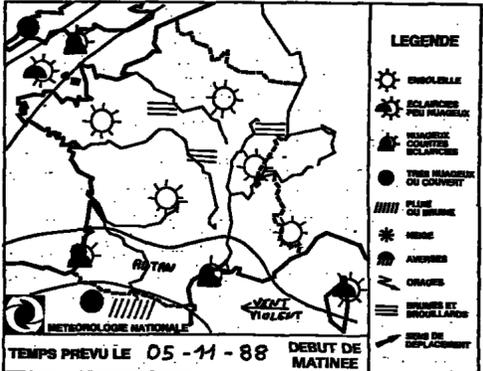 LEGENDE
ENSOLEILLE
ECLAIRCIES
PEU NUAGEUX
NUAGEUX
COURTES
ECLAIRCIES
TRES NUAGEUX
OU COUVERT
PLUIE
OU BRUINE
NEIGE
AVERSES
ORAGES
BRUMES ET
BROUILLARDS
SENS DE
DEPLACEMENT
AUTAN
VENT
VIOLENT
METEOROLOGIE NATIONALE
TEMPS PREVU LE 05-11-88 DEBUT DE
MATINEE